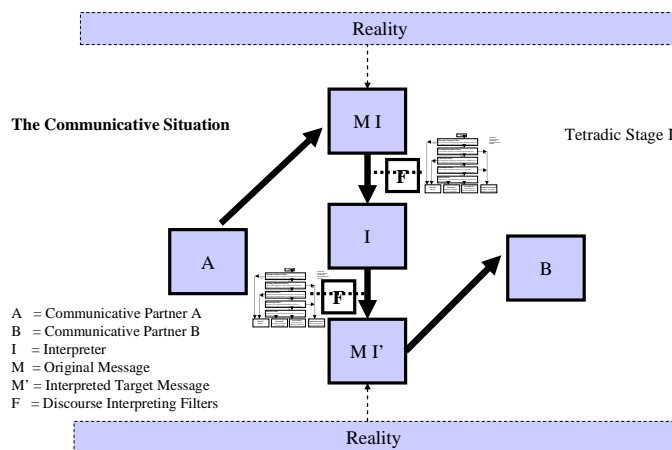 Reality
The Communicative Situation
M I
Tetradic Stage I
F
I
A
B
F
A = Communicative Partner A
B = Communicative Partner B
I = Interpreter
M = Original Message
M' = Interpreted Target Message
F = Discourse Interpreting Filters
M I’
Reality